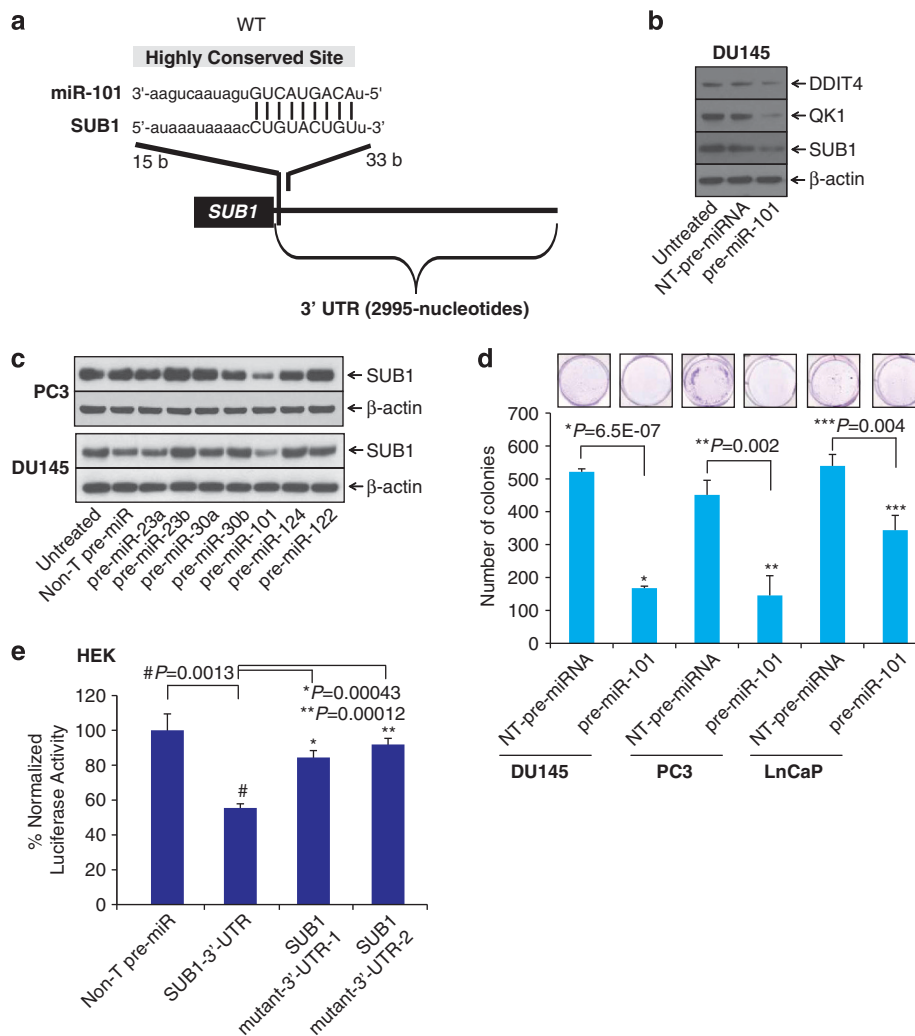 a
WT
Highly Conserved Site
miR-101 3'-aagucaauaguGUCAUGACAu-5'
SUB1 5'-auaaauaaaacCUGUACUGUu-3'
15 b
33 b
SUB1
3' UTR (2995-nucleotides)
b
DU145
DDIT4
QK1
SUB1
β-actin
Untreated
NT-pre-miRNA
pre-miR-101
c
PC3
SUB1
β-actin
DU145
SUB1
β-actin
Untreated
Non-T pre-miR
pre-miR-23a
pre-miR-23b
pre-miR-30a
pre-miR-30b
pre-miR-101
pre-miR-124
pre-miR-122
d
Number of colonies
700
600
500
400
300
200
100
0
*P=6.5E-07
**P=0.002
***P=0.004
*
**
***
NT-pre-miRNA
pre-miR-101
NT-pre-miRNA
pre-miR-101
NT-pre-miRNA
pre-miR-101
DU145
PC3
LnCaP
e
HEK
% Normalized
Luciferase Activity
120
100
80
60
40
20
0
#P=0.0013
*P=0.00043
**P=0.00012
#
*
**
Non-T pre-miR
SUB1-3'-UTR
SUB1
mutant-3'-UTR-1
SUB1
mutant-3'-UTR-2